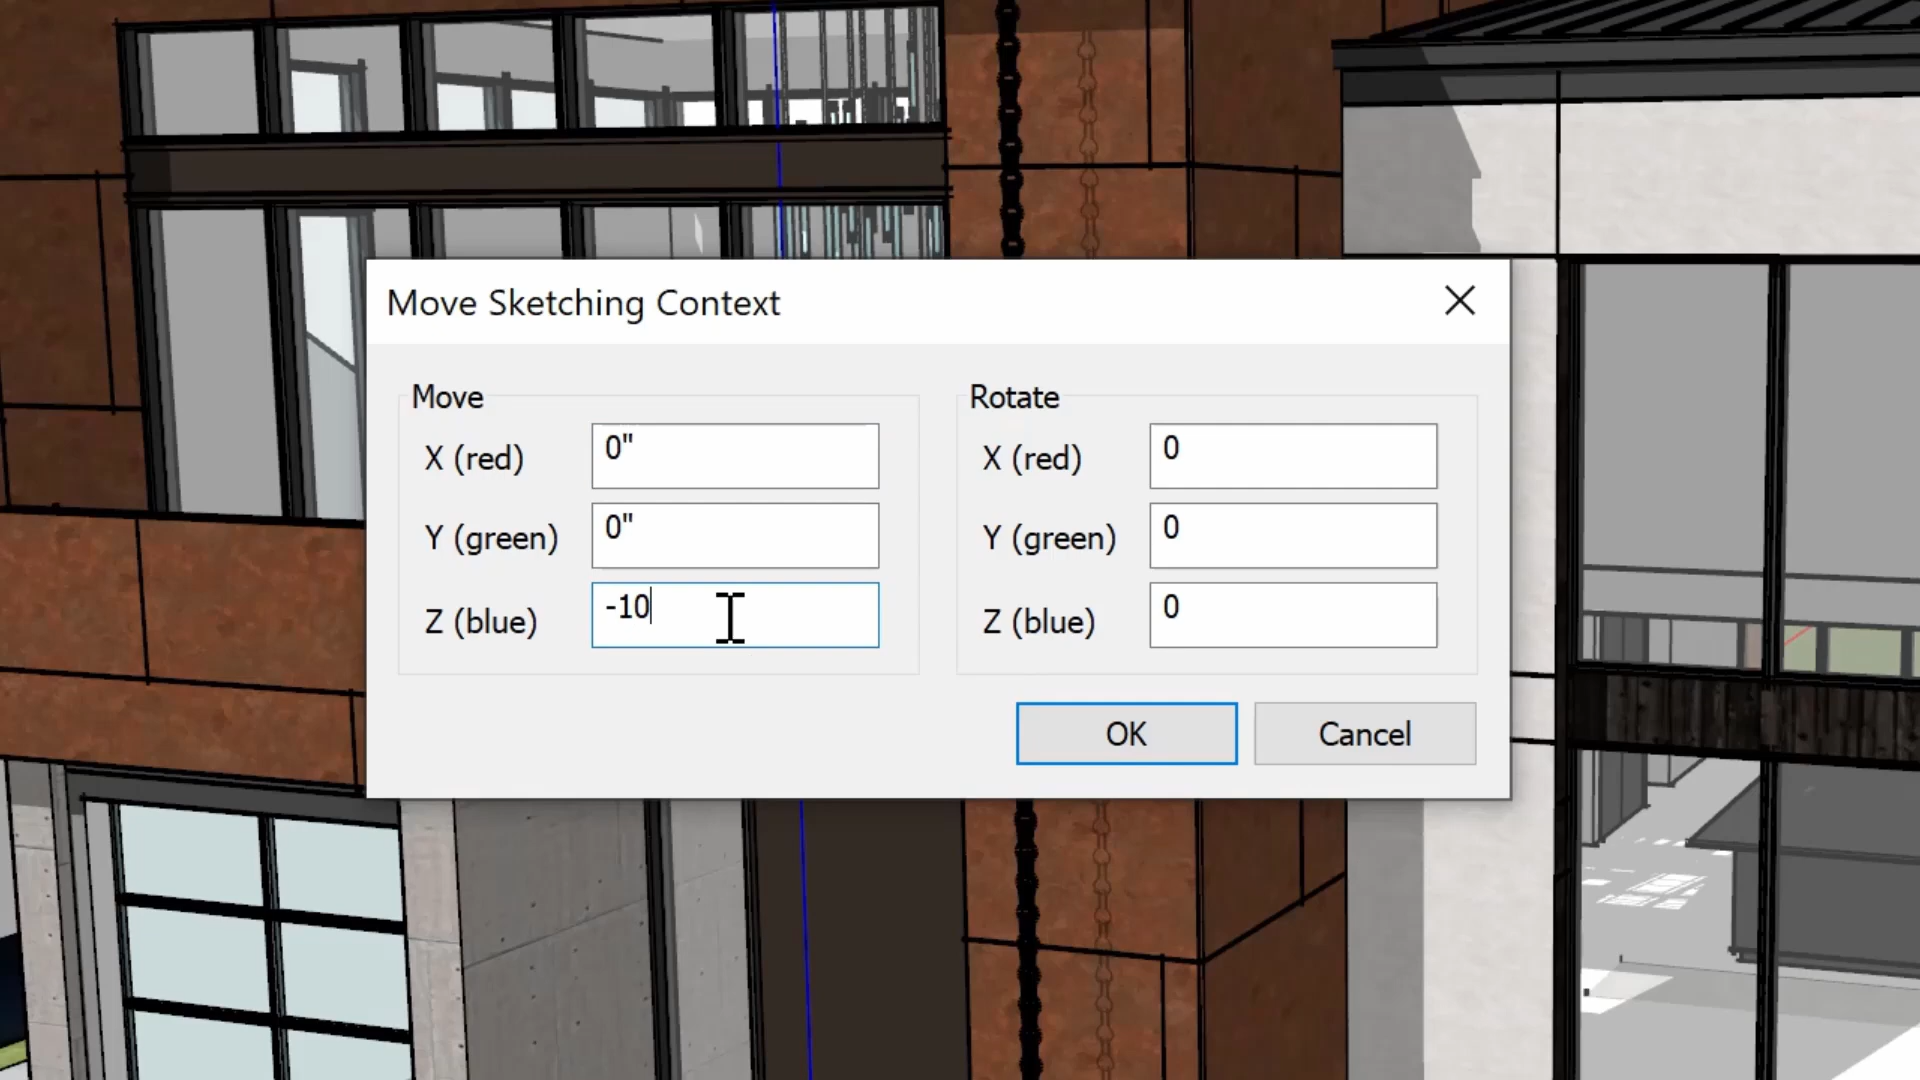 Move Sketching Context
Move
X (red) 0"
Y (green) 0"
Z (blue) -10
Rotate
X (red) 0
Y (green) 0
Z (blue) 0
OK Cancel